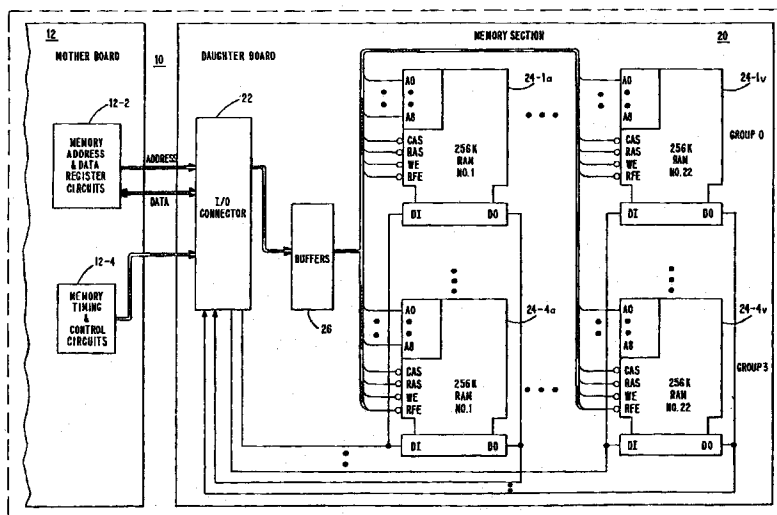 12
MOTHER BOARD
10
DAUGHTER BOARD
MEMORY SECTION
20
12-2
MEMORY
ADDRESS
& DATA
REGISTER
CIRCUITS
ADDRESS
DATA
22
I/O
CONNECTOR
BUFFERS
26
12-4
MEMORY
TIMING
&
CONTROL
CIRCUITS
24-1a
A0
A8
CAS
RAS
WE
RFE
256K
RAM
NO.1
DI DO
24-1v
A0
A8
CAS
RAS
WE
RFE
256K
RAM
NO.22
DI DO
GROUP 0
24-4a
A0
A8
CAS
RAS
WE
RFE
256K
RAM
NO.1
DI DO
24-4v
A0
A8
CAS
RAS
WE
RFE
256K
RAM
NO.22
DI DO
GROUP 3